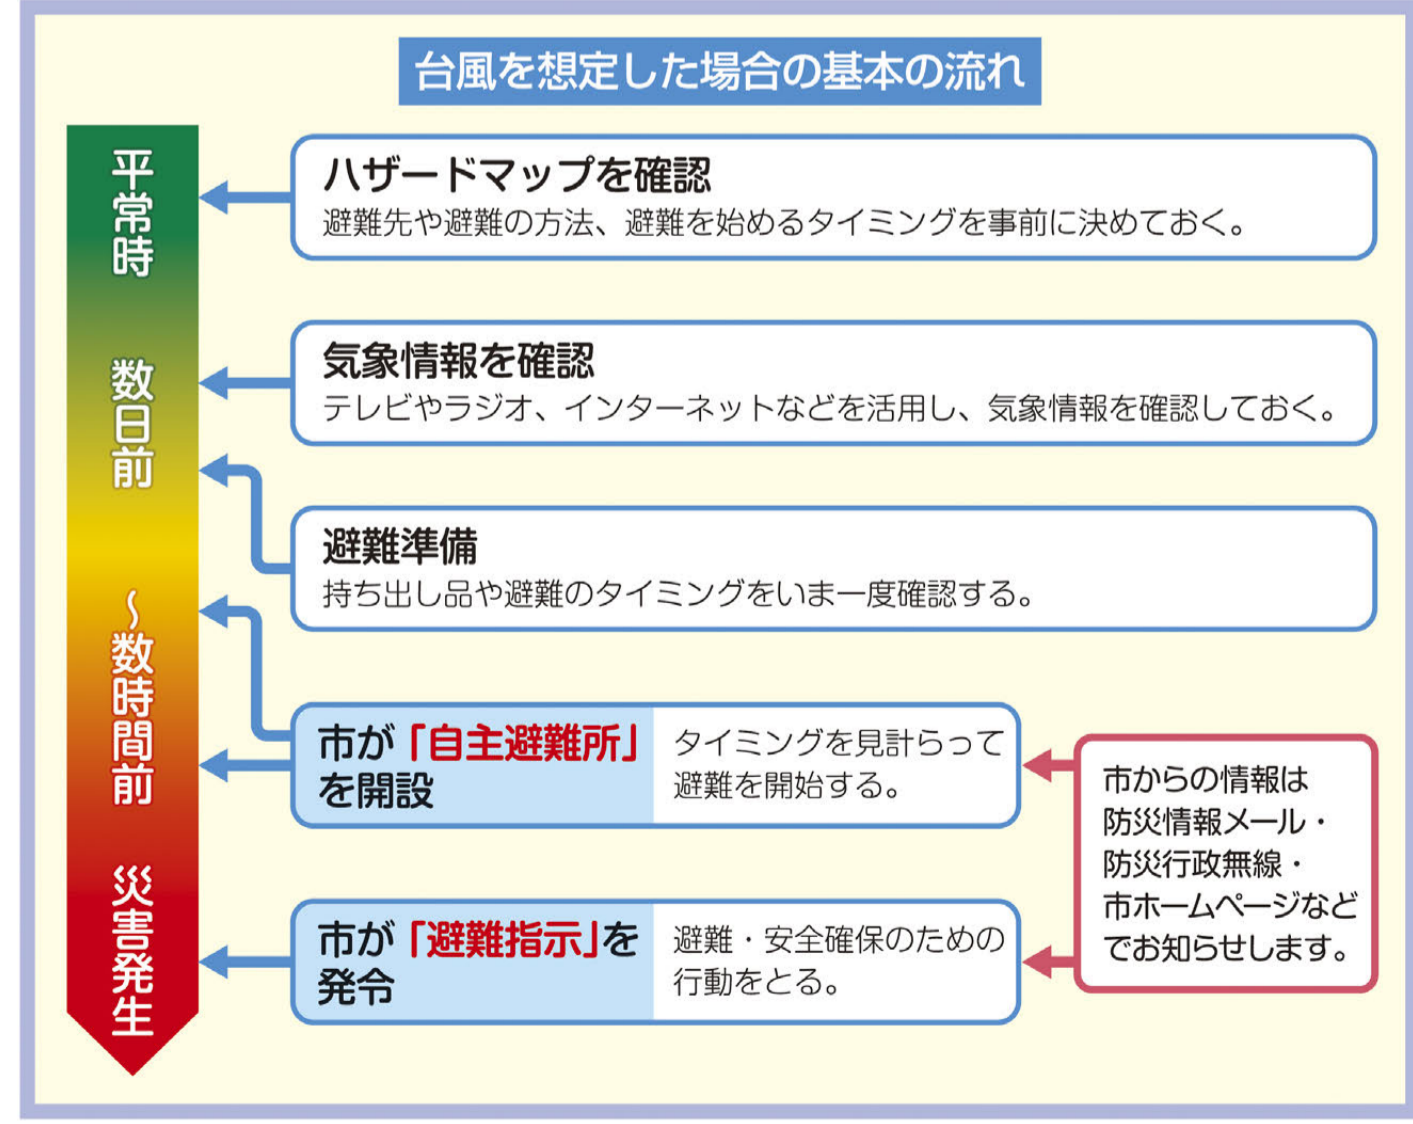 台風を想定した場合の基本の流れ
平常時
ハザードマップを確認
避難先や避難の方法、避難を始めるタイミングを事前に決めておく。
数日前
気象情報を確認
テレビやラジオ、インターネットなどを活用し、気象情報を確認しておく。
避難準備
持ち出し品や避難のタイミングをいま一度確認する。
～数時間前
市が「自主避難所」
を開設
タイミングを見計らって
避難を開始する。
市からの情報は
防災情報メール・
防災行政無線・
市ホームページなど
でお知らせします。
災害発生
市が「避難指示」を
発令
避難・安全確保のための
行動をとる。